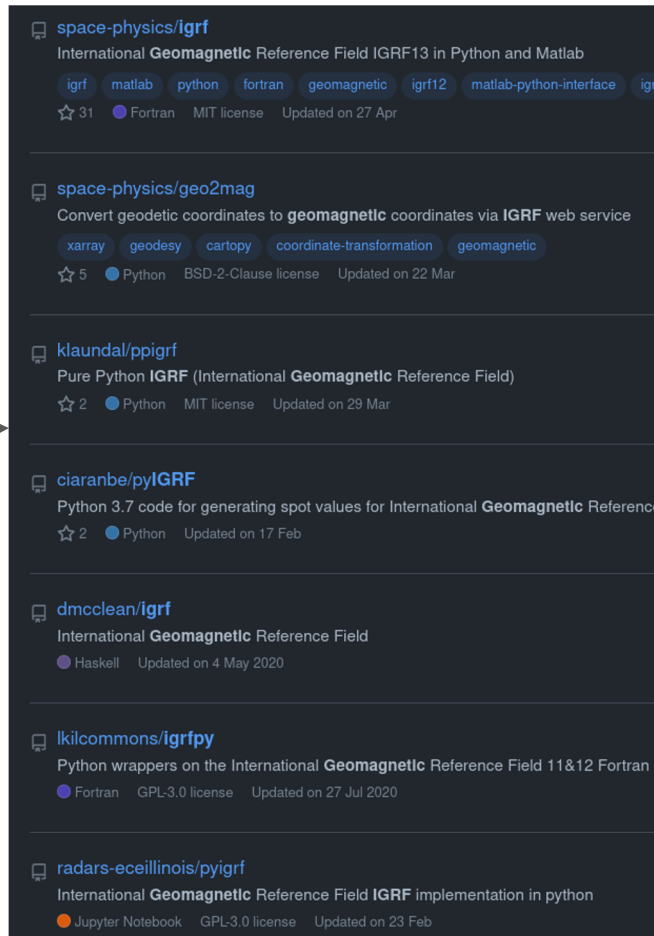 space-physics/igrf
International Geomagnetic Reference Field IGRF13 in Python and Matlab
igrf matlab python fortran geomagnetic igrf12 matlab-python-interface
31 Fortran MIT license Updated on 27 Apr
space-physics/geo2mag
Convert geodetic coordinates to geomagnetic coordinates via IGRF web service
xarray geodesy cartopy coordinate-transformation geomagnetic
5 Python BSD-2-Clause license Updated on 22 Mar
klaundal/ppigrf
Pure Python IGRF (International Geomagnetic Reference Field)
2 Python MIT license Updated on 29 Mar
ciaranbe/pyIGRF
Python 3.7 code for generating spot values for International Geomagnetic Referenc
2 Python Updated on 17 Feb
dmcclean/igrf
International Geomagnetic Reference Field
Haskell Updated on 4 May 2020
lkilcommons/igrfpy
Python wrappers on the International Geomagnetic Reference Field 11&12 Fortran
Fortran GPL-3.0 license Updated on 27 Jul 2020
radars-eceillinois/pyigrf
International Geomagnetic Reference Field IGRF implementation in python
Jupyter Notebook GPL-3.0 license Updated on 23 Feb